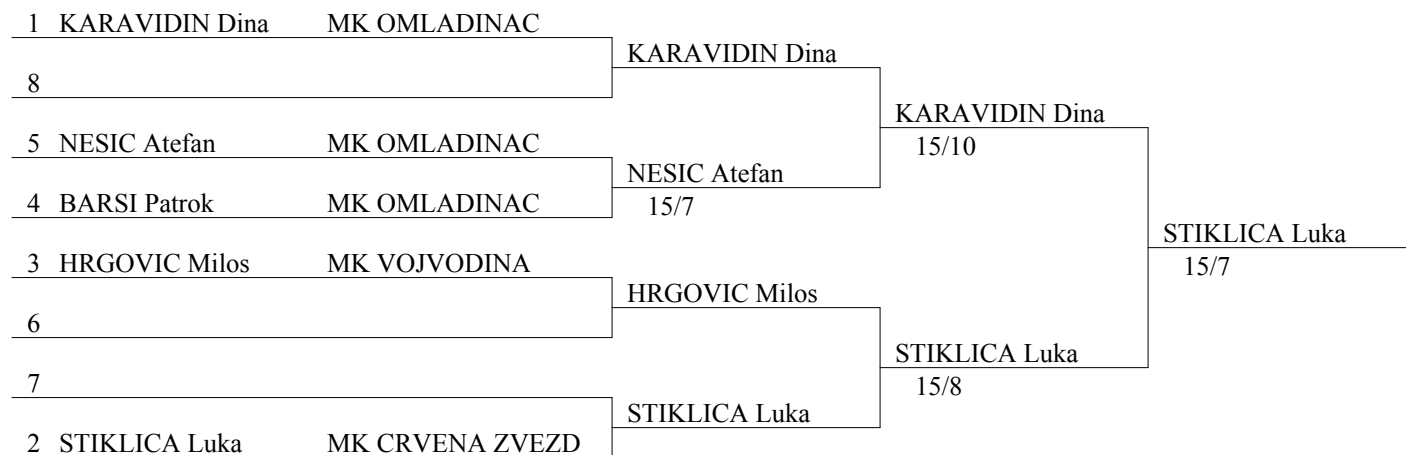 1 KARAVIDIN Dina MK OMLADINAC
KARAVIDIN Dina
8
KARAVIDIN Dina
15/10
5 NESIC Atefan MK OMLADINAC
NESIC Atefan
15/7
4 BARSI Patrok MK OMLADINAC
STIKLICA Luka
15/7
3 HRGOVIC Milos MK VOJVODINA
HRGOVIC Milos
6
STIKLICA Luka
15/8
7
STIKLICA Luka
2 STIKLICA Luka MK CRVENA ZVEZD